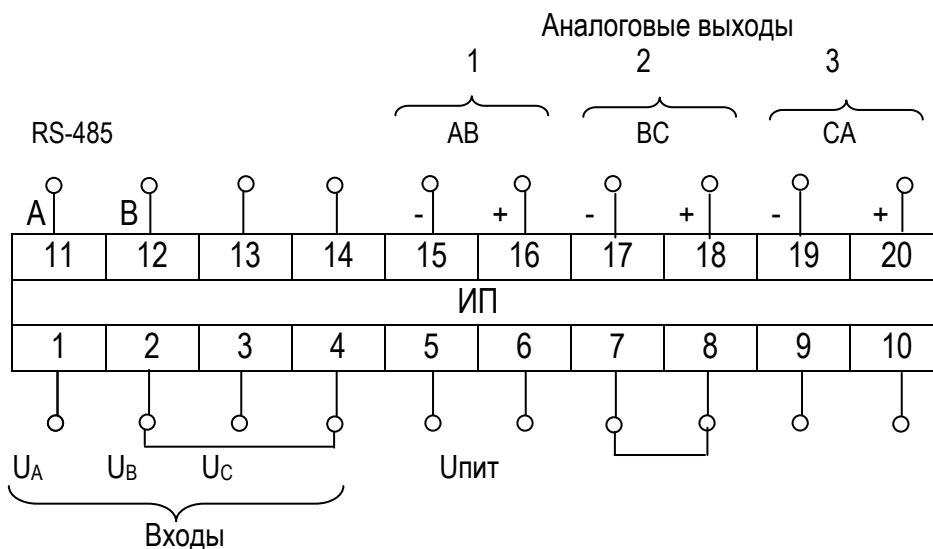 Аналоговые выходы
1 2 3
RS-485 AB BC CA
A B - + - + - +
11 12 13 14 15 16 17 18 19 20
ИП
1 2 3 4 5 6 7 8 9 10
UA UB UC Uпит
Входы